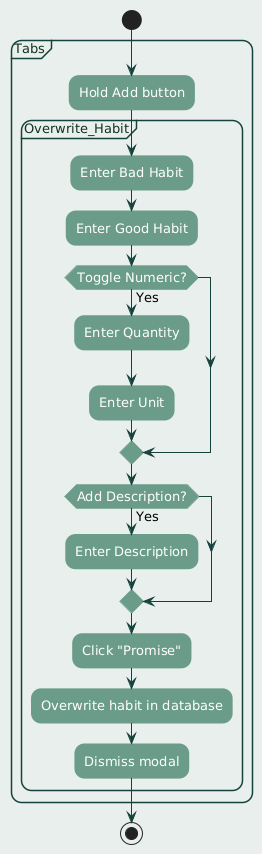 Tabs
Hold Add button
Overwrite_Habit
Enter Bad Habit
Enter Good Habit
Toggle Numeric?
Yes
Enter Quantity
Enter Unit
Add Description?
Yes
Enter Description
Click "Promise"
Overwrite habit in database
Dismiss modal